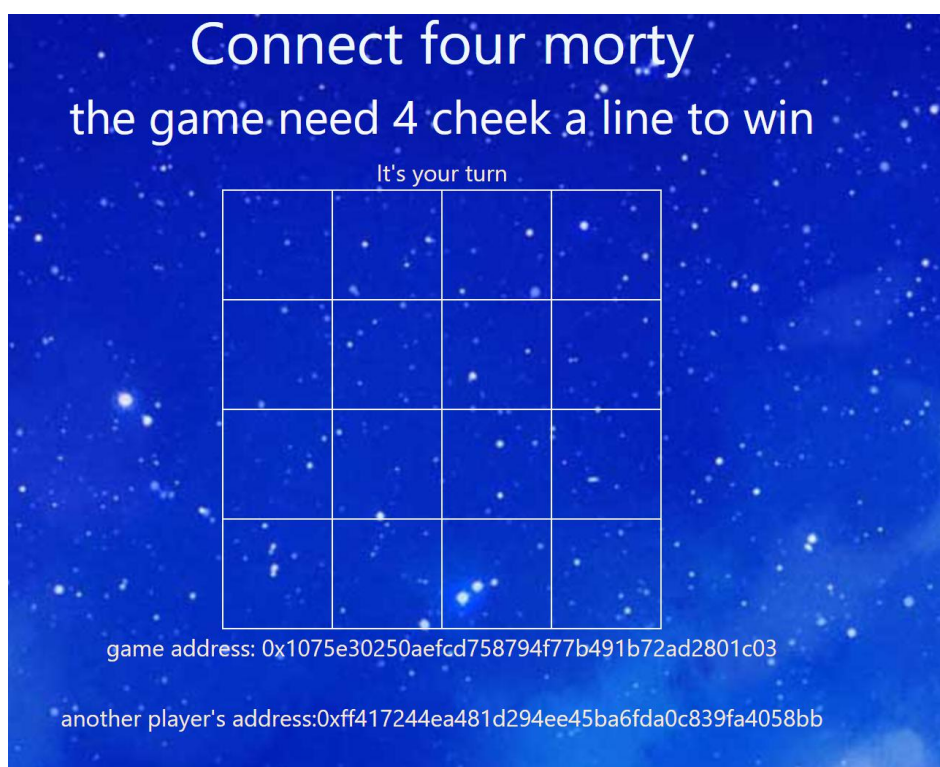 Connect four morty
the game need 4 cheek a line to win
It's your turn
game address: 0x1075e30250aefcd758794f77b491b72ad2801c03
another player's address:0xff417244ea481d294ee45ba6fda0c839fa4058bb